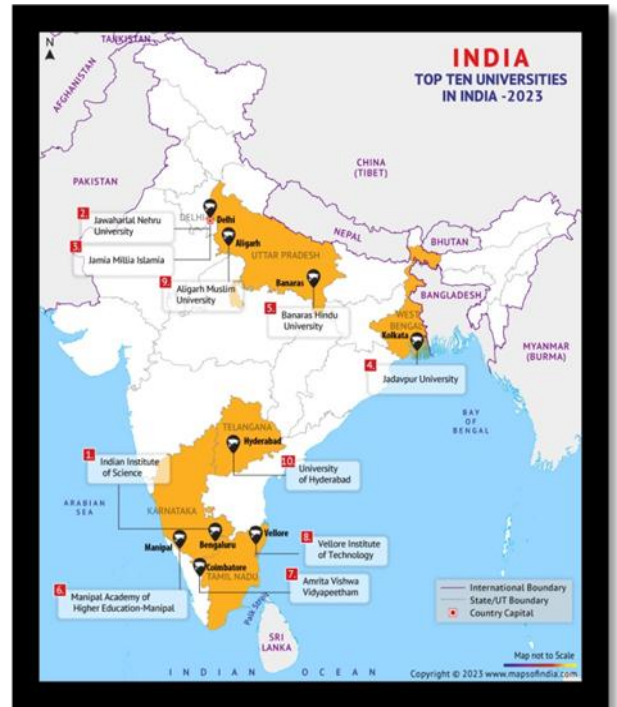 TANKISTAN
N
INDIA
TOP TEN UNIVERSITIES
IN INDIA -2023
AFGHANISTAN
CHINA
(TIBET)
PAKISTAN
2.
Jawaharlal Nehru
University
DELHI
Delhi
3.
Jamia Millia Islamia
Aligarh
UTTAR PRADESH
NEPAL
BHUTAN
9.
Aligarh Muslim
University
Banaras
5.
Banaras Hindu
University
BANGLADESH
WEST
BENGAL
Kolkata
MYANMAR
(BURMA)
4.
Jadavpur University
BAY
OF
BENGAL
TELANGANA
Hyderabad
1.
Indian Institute
of Science
10.
University
of Hyderabad
ARABIAN
SEA
KARNATAKA
Manipal
Bengaluru
Vellore
8.
Vellore Institute
of Technology
Coimbatore
TAMIL NADU
7.
Amrita Vishwa
Vidyapeetham
6.
Manipal Academy of
Higher Education-Manipal
Palk Strait
SRI
LANKA
International Boundary
State/UT Boundary
Country Capital
Map not to Scale
INDIAN OCEAN
Copyright © 2023 www.mapsofindia.com